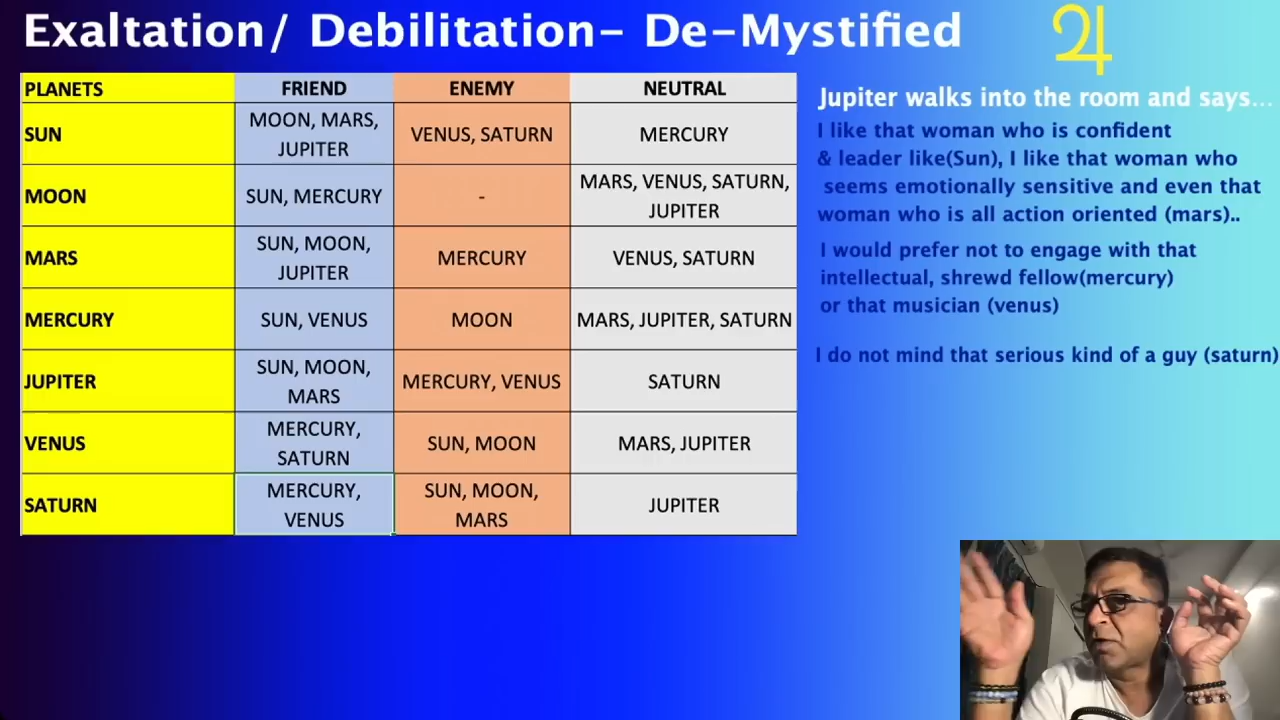 Exaltation/ Debilitation- De-Mystified
♃
PLANETS FRIEND ENEMY NEUTRAL
SUN MOON, MARS, JUPITER VENUS, SATURN MERCURY
MOON SUN, MERCURY - MARS, VENUS, SATURN, JUPITER
MARS SUN, MOON, JUPITER MERCURY VENUS, SATURN
MERCURY SUN, VENUS MOON MARS, JUPITER, SATURN
JUPITER SUN, MOON, MARS MERCURY, VENUS SATURN
VENUS MERCURY, SATURN SUN, MOON MARS, JUPITER
SATURN MERCURY, VENUS SUN, MOON, MARS JUPITER
Jupiter walks into the room and says...
I like that woman who is confident
& leader like(Sun), I like that woman who
seems emotionally sensitive and even that
woman who is all action oriented (mars)..
I would prefer not to engage with that
intellectual, shrewd fellow(mercury)
or that musician (venus)
I do not mind that serious kind of a guy (saturn)